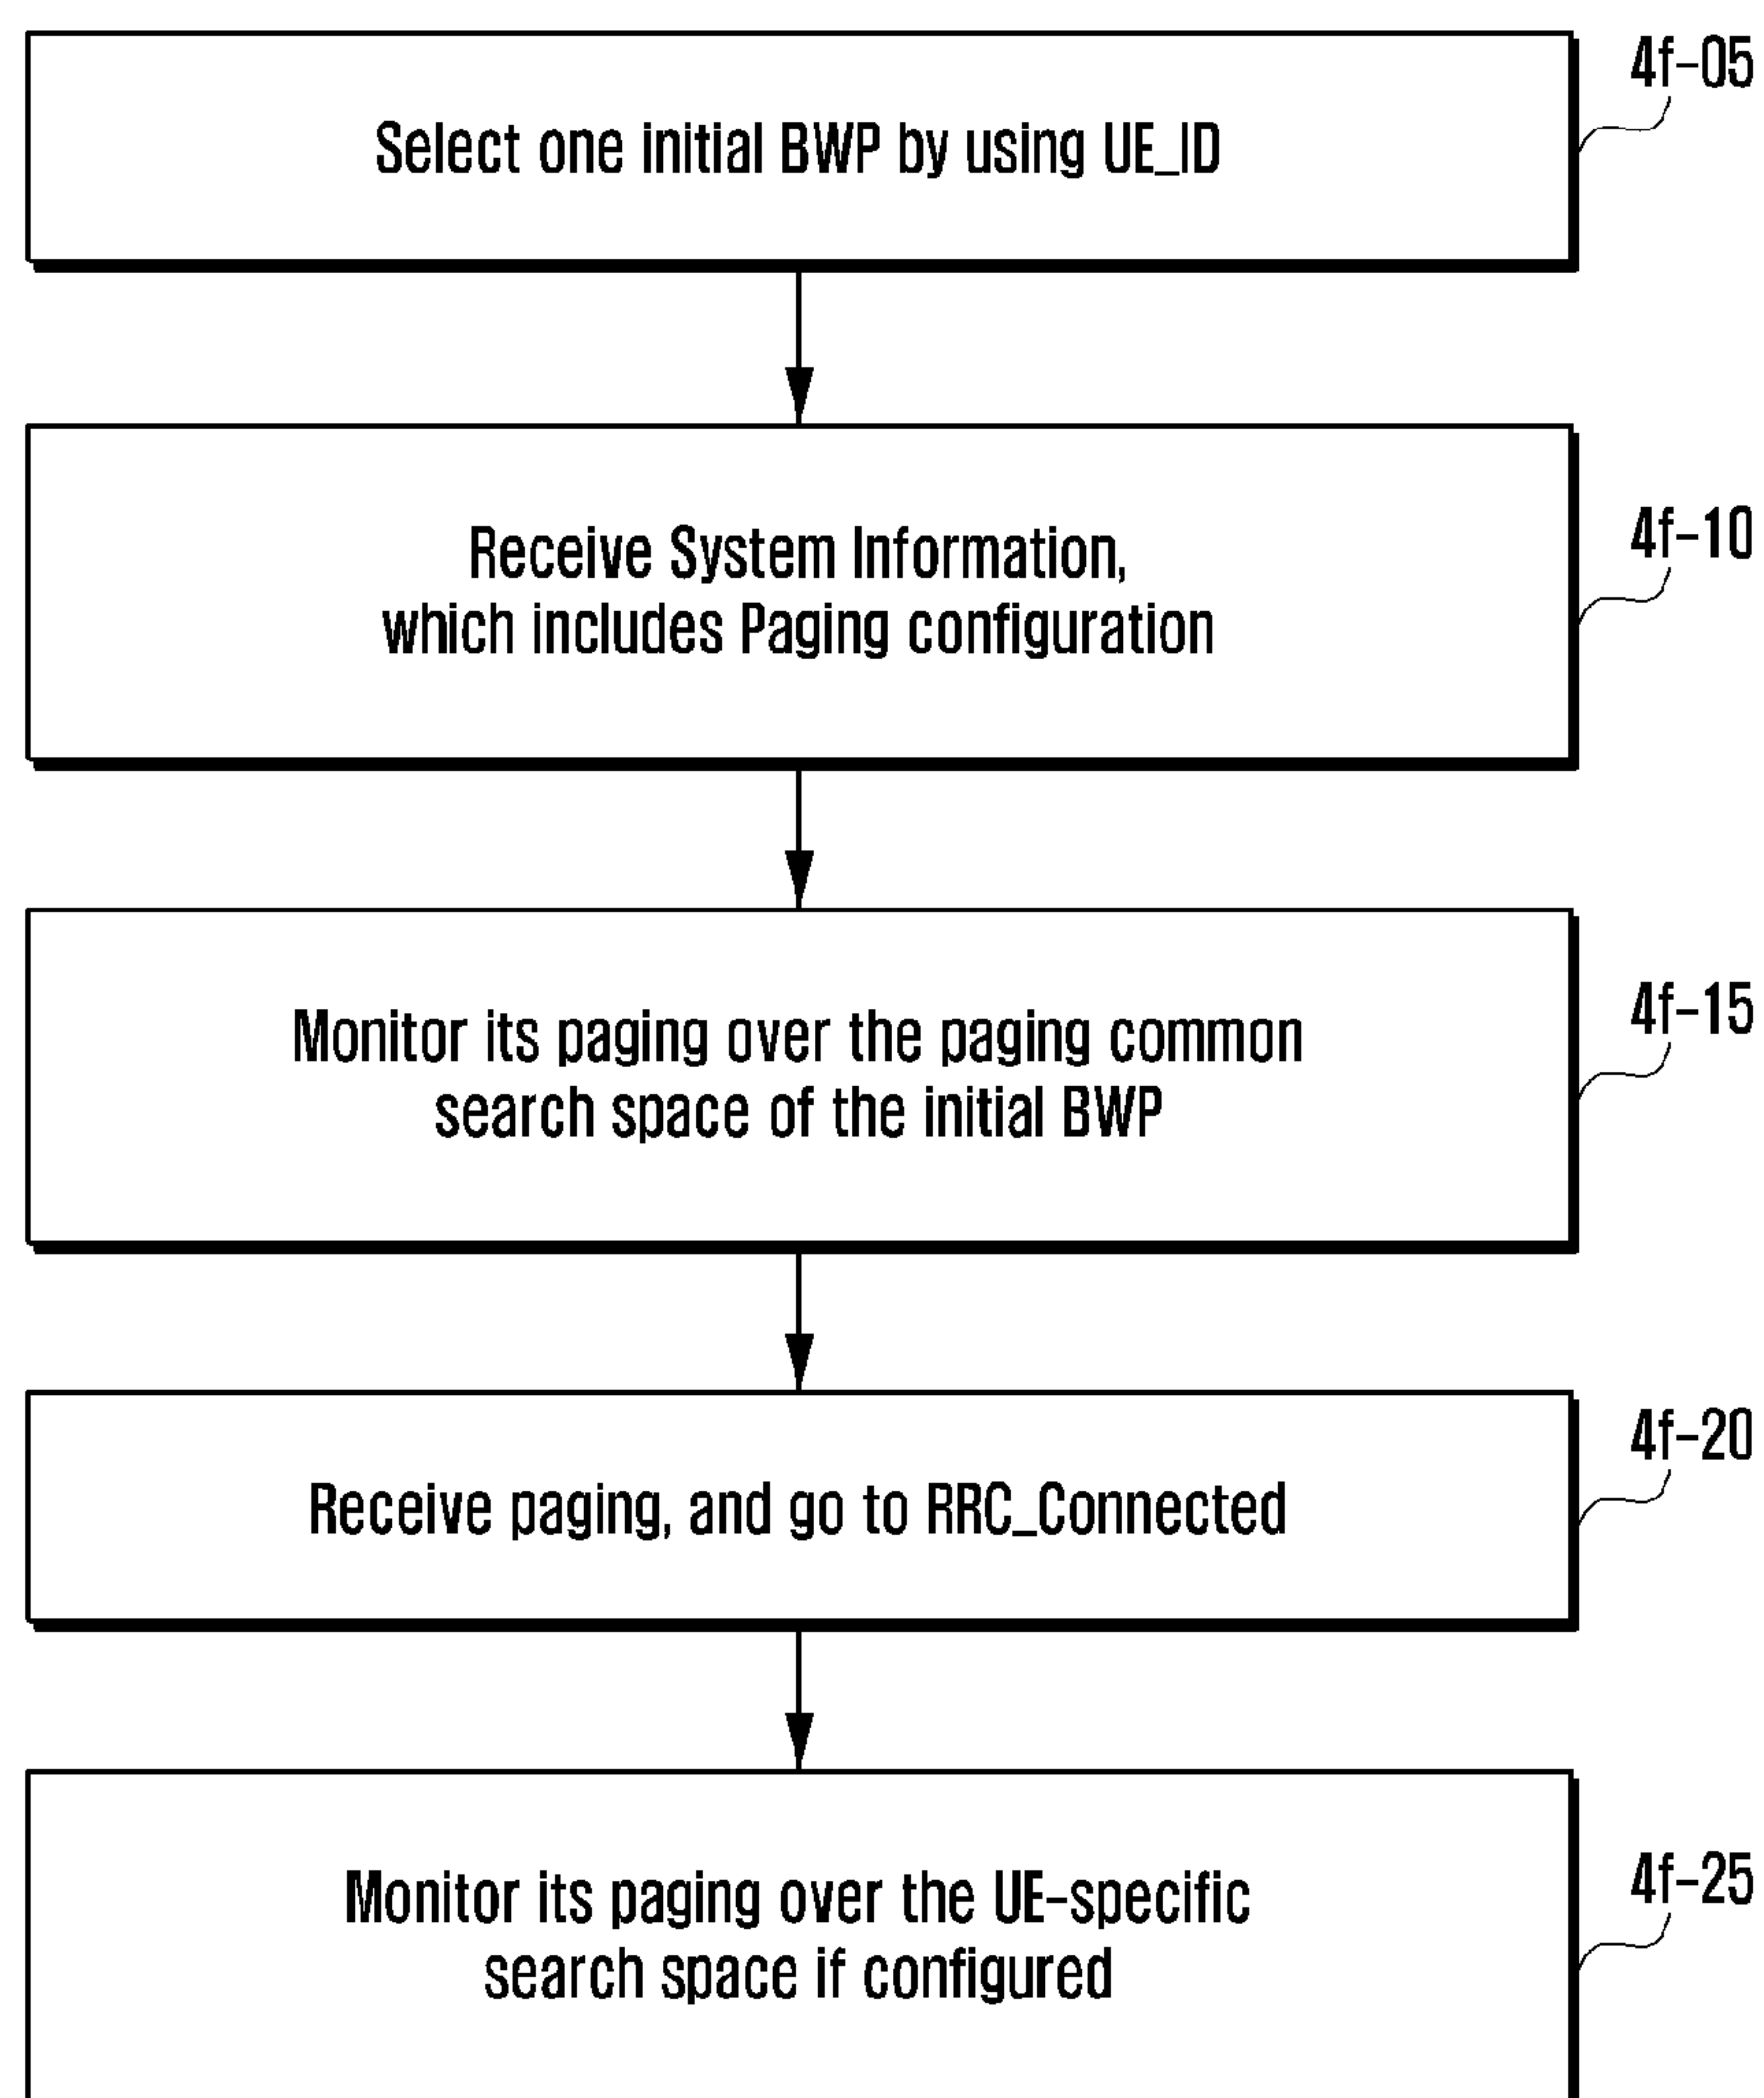 4f-05
Select one initial BWP by using UE_ID
4f-10
Receive System Information,
which includes Paging configuration
4f-15
Monitor its paging over the paging common
search space of the initial BWP
4f-20
Receive paging, and go to RRC_Connected
4f-25
Monitor its paging over the UE-specific
search space if configured